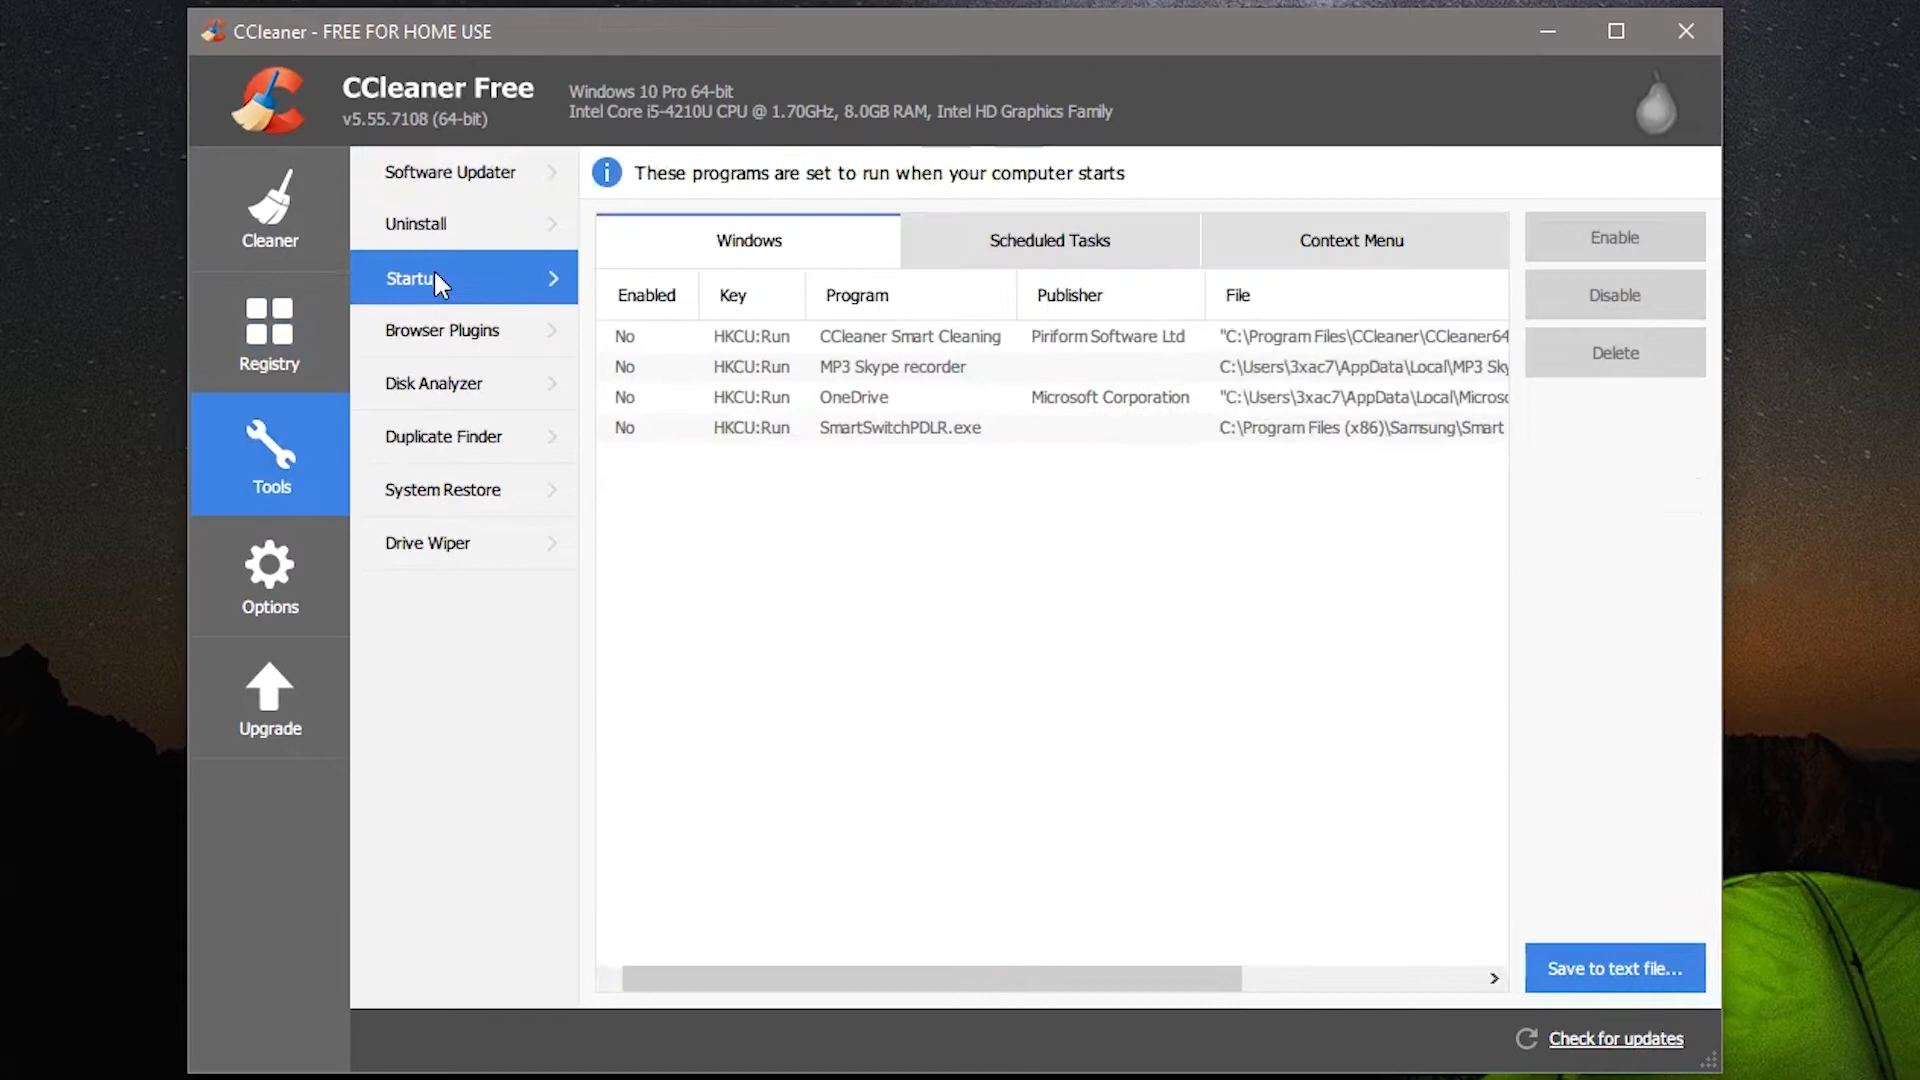 CCleaner - FREE FOR HOME USE
CCleaner Free
v5.55.7108 (64-bit)
Windows 10 Pro 64-bit
Intel Core i5-4210U CPU @ 1.70GHz, 8.0GB RAM, Intel HD Graphics Family
Cleaner
Registry
Tools
Options
Upgrade
Software Updater
Uninstall
Startu
Browser Plugins
Disk Analyzer
Duplicate Finder
System Restore
Drive Wiper
i These programs are set to run when your computer starts
Windows Scheduled Tasks Context Menu
Enabled Key Program Publisher File
No HKCU:Run CCleaner Smart Cleaning Piriform Software Ltd "C:\Program Files\CCleaner\CCleaner64
No HKCU:Run MP3 Skype recorder C:\Users\3xac7\AppData\Local\MP3 Sky
No HKCU:Run OneDrive Microsoft Corporation "C:\Users\3xac7\AppData\Local\Microso
No HKCU:Run SmartSwitchPDLR.exe C:\Program Files (x86)\Samsung\Smart
Enable
Disable
Delete
Save to text file...
Check for updates